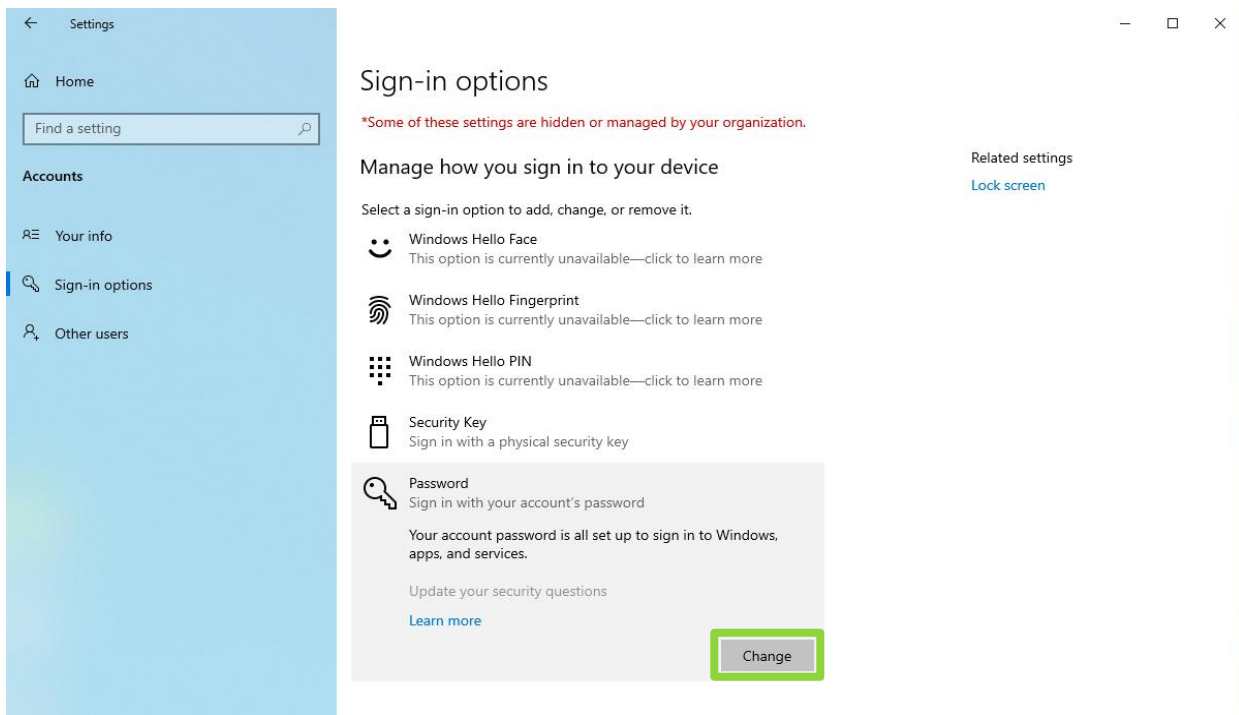 Settings
Home
Find a setting
Accounts
Your info
Sign-in options
Other users
Sign-in options
*Some of these settings are hidden or managed by your organization.
Manage how you sign in to your device
Select a sign-in option to add, change, or remove it.
Windows Hello Face
This option is currently unavailable—click to learn more
Windows Hello Fingerprint
This option is currently unavailable—click to learn more
Windows Hello PIN
This option is currently unavailable—click to learn more
Security Key
Sign in with a physical security key
Password
Sign in with your account's password
Your account password is all set up to sign in to Windows,
apps, and services.
Update your security questions
Learn more
Change
Related settings
Lock screen